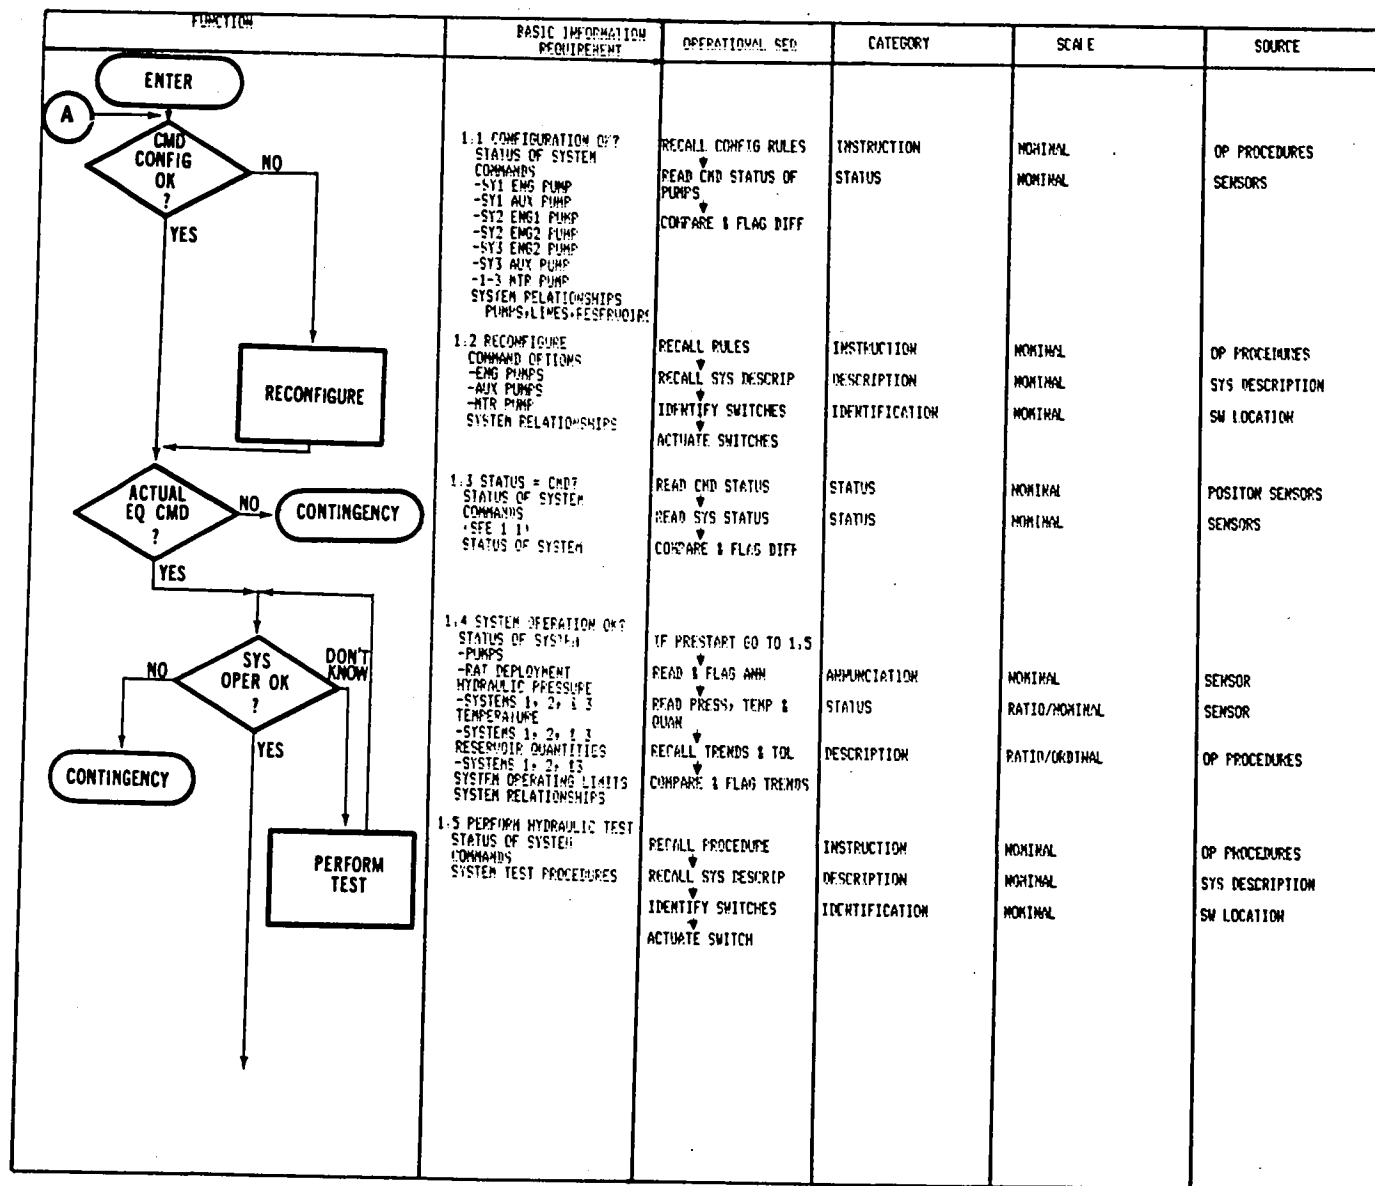 FUNCTION
BASIC INFORMATION
REQUIREMENT
OPERATIONAL SEQ
CATEGORY
SCALE
SOURCE
ENTER
A
CMD
CONFIG
OK
?
NO
YES
RECONFIGURE
ACTUAL
EQ CMD
?
NO
CONTINGENCY
YES
SYS
OPER OK
?
NO
DON'T
KNOW
YES
CONTINGENCY
PERFORM
TEST
1.1 CONFIGURATION OK?
STATUS OF SYSTEM
COMMANDS
-SY1 ENG PUMP
-SY1 AUX PUMP
-SY2 ENG1 PUMP
-SY2 ENG2 PUMP
-SY3 ENG2 PUMP
-SY3 AUX PUMP
-1-3 MTR PUMP
SYSTEM RELATIONSHIPS
PUMPS,LINES,RESERVOIRS
RECALL CONFIG RULES
READ CMD STATUS OF
PUMPS
COMPARE & FLAG DIFF
INSTRUCTION
STATUS
NOMINAL
NOMINAL
OP PROCEDURES
SENSORS
1.2 RECONFIGURE
COMMAND OPTIONS
-ENG PUMPS
-AUX PUMPS
-MTR PUMP
SYSTEM RELATIONSHIPS
RECALL RULES
RECALL SYS DESCRIP
IDENTIFY SWITCHES
ACTUATE SWITCHES
INSTRUCTION
DESCRIPTION
IDENTIFICATION
NOMINAL
NOMINAL
NOMINAL
OP PROCEDURES
SYS DESCRIPTION
SW LOCATION
1.3 STATUS = CMD?
STATUS OF SYSTEM
COMMANDS
(SEE 1.1)
STATUS OF SYSTEM
READ CMD STATUS
READ SYS STATUS
COMPARE & FLAG DIFF
STATUS
STATUS
NOMINAL
NOMINAL
POSITON SENSORS
SENSORS
1.4 SYSTEM OPERATION OK?
STATUS OF SYSTEM
-PUMPS
-RAT DEPLOYMENT
HYDRAULIC PRESSURE
-SYSTEMS 1, 2, & 3
TEMPERATURE
-SYSTEMS 1, 2, & 3
RESERVOIR QUANTITIES
-SYSTEMS 1, 2, &3
SYSTEM OPERATING LIMITS
SYSTEM RELATIONSHIPS
IF PRESTART GO TO 1.5
READ & FLAG ANN
READ PRESS, TEMP &
QUAN
RECALL TRENDS & TOL
COMPARE & FLAG TRENDS
ANNUNCIATION
STATUS
DESCRIPTION
NOMINAL
RATIO/NOMINAL
RATIO/ORDINAL
SENSOR
SENSOR
OP PROCEDURES
1.5 PERFORM HYDRAULIC TEST
STATUS OF SYSTEM
COMMANDS
SYSTEM TEST PROCEDURES
RECALL PROCEDURE
RECALL SYS DESCRIP
IDENTIFY SWITCHES
ACTUATE SWITCH
INSTRUCTION
DESCRIPTION
IDENTIFICATION
NOMINAL
NOMINAL
NOMINAL
OP PROCEDURES
SYS DESCRIPTION
SW LOCATION